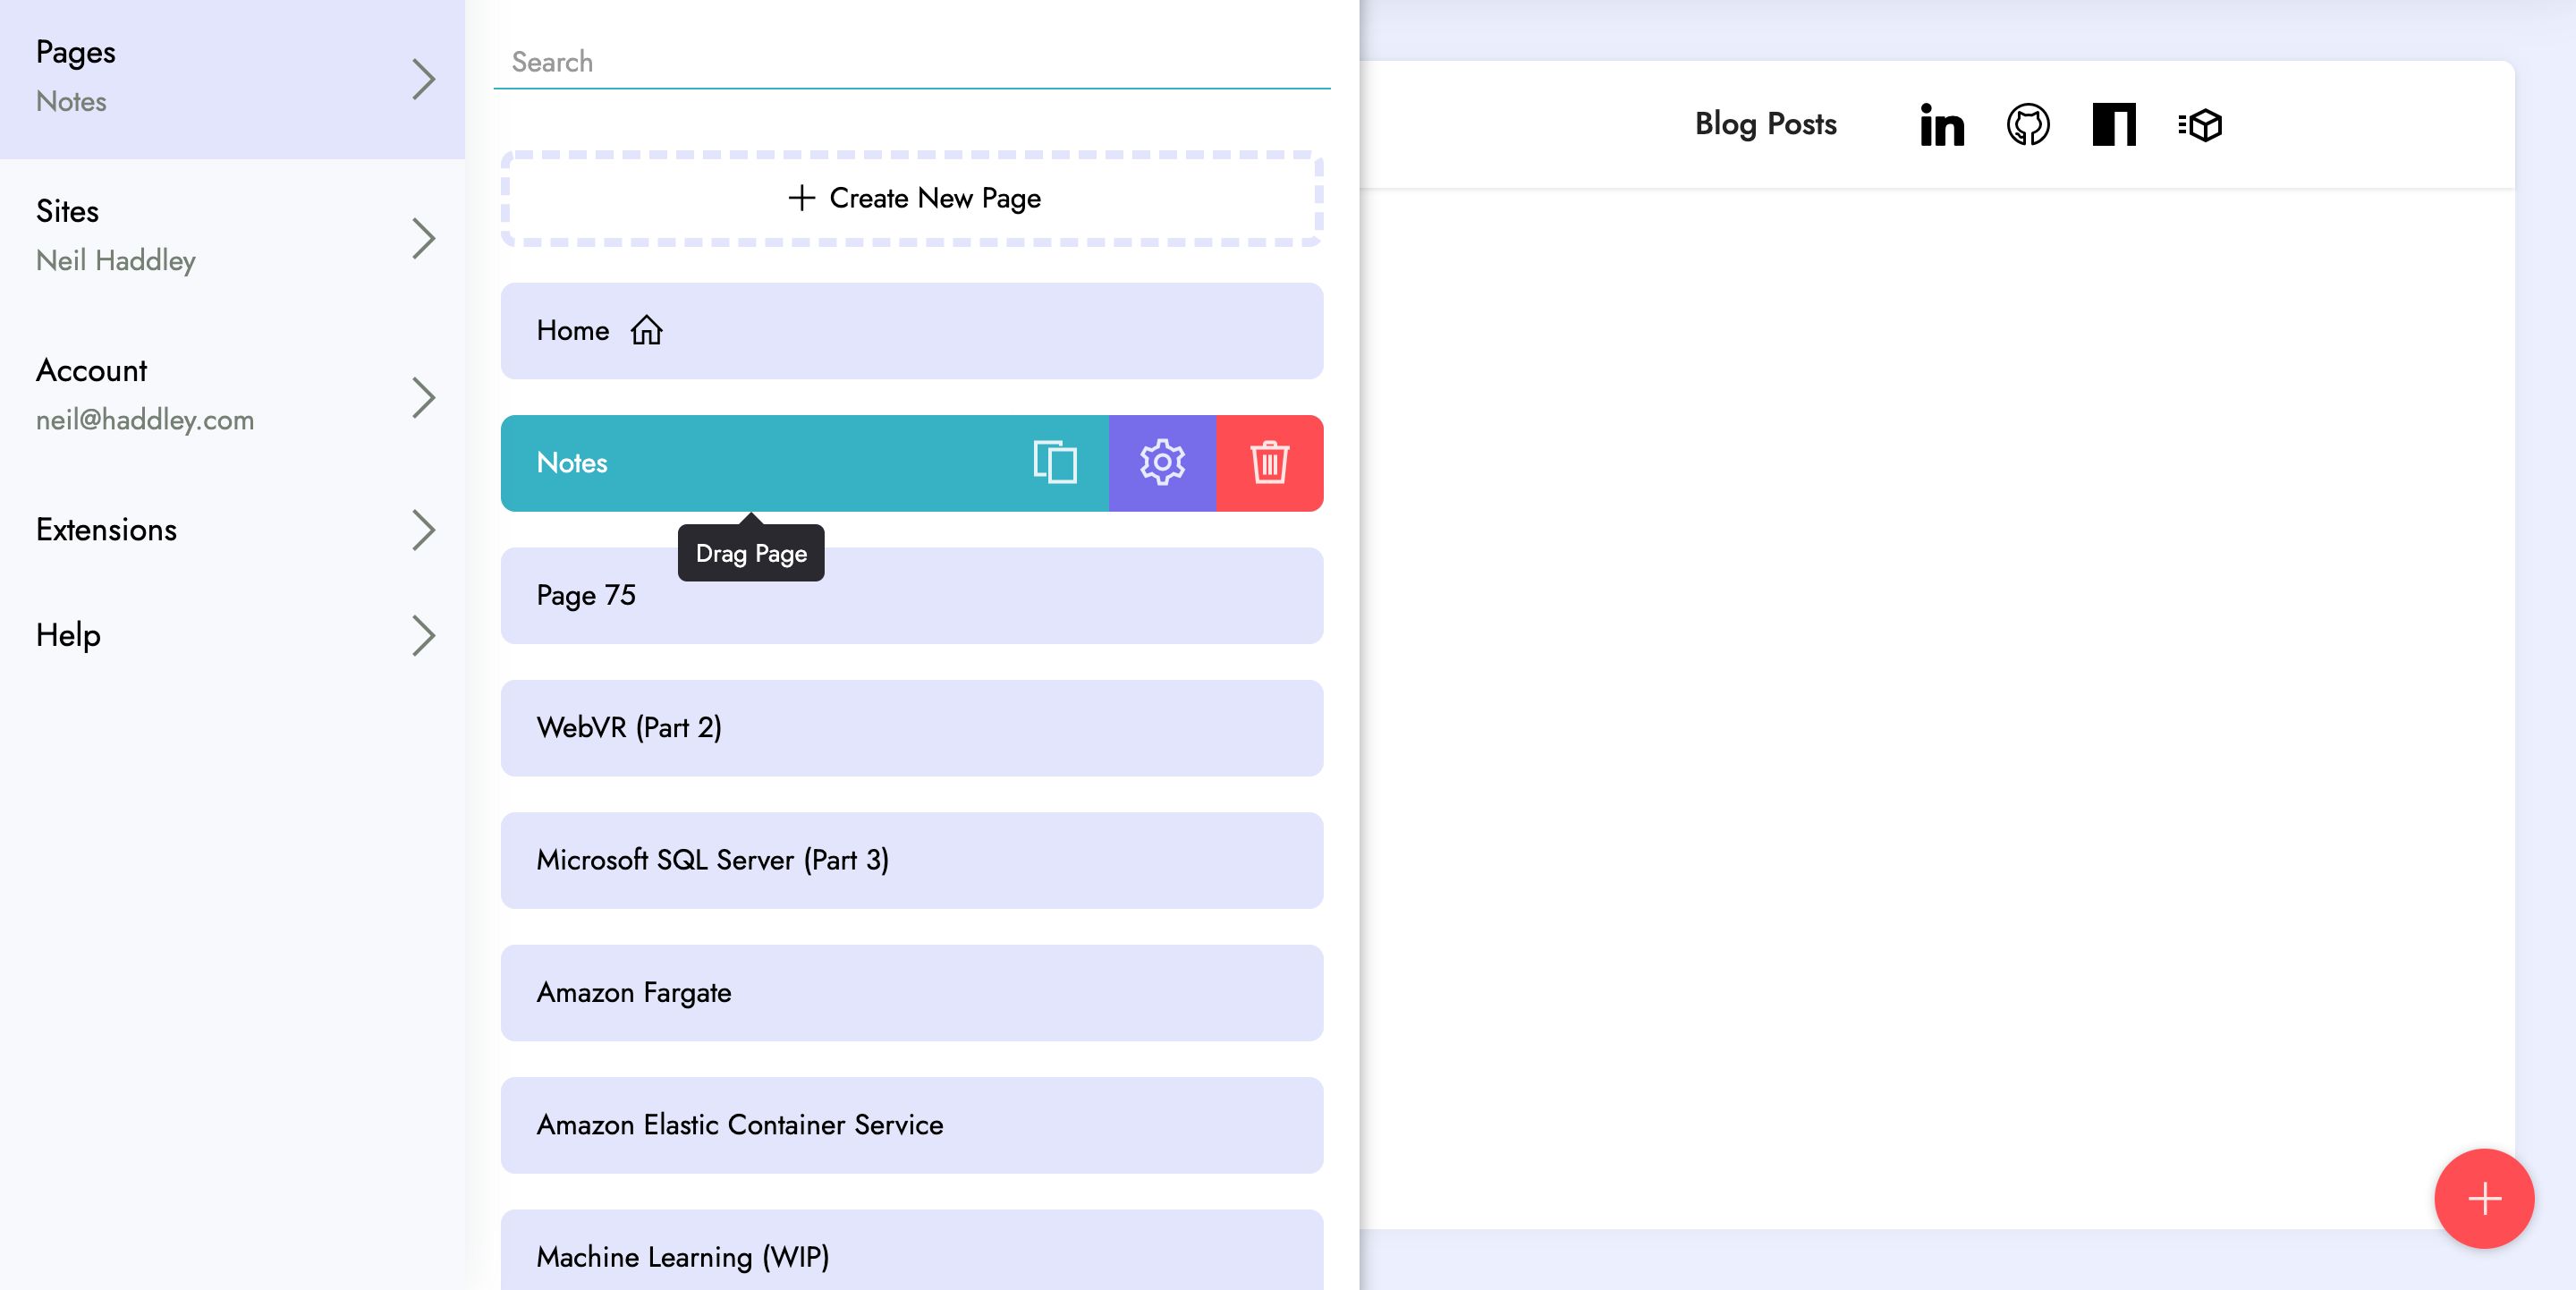 Pages
Notes
Sites
Neil Haddley
Account
neil@haddley.com
Extensions
Help
Search
Create New Page
Home
Notes
Drag Page
Page 75
WebVR (Part 2)
Microsoft SQL Server (Part 3)
Amazon Fargate
Amazon Elastic Container Service
Machine Learning (WIP)
Blog Posts
in